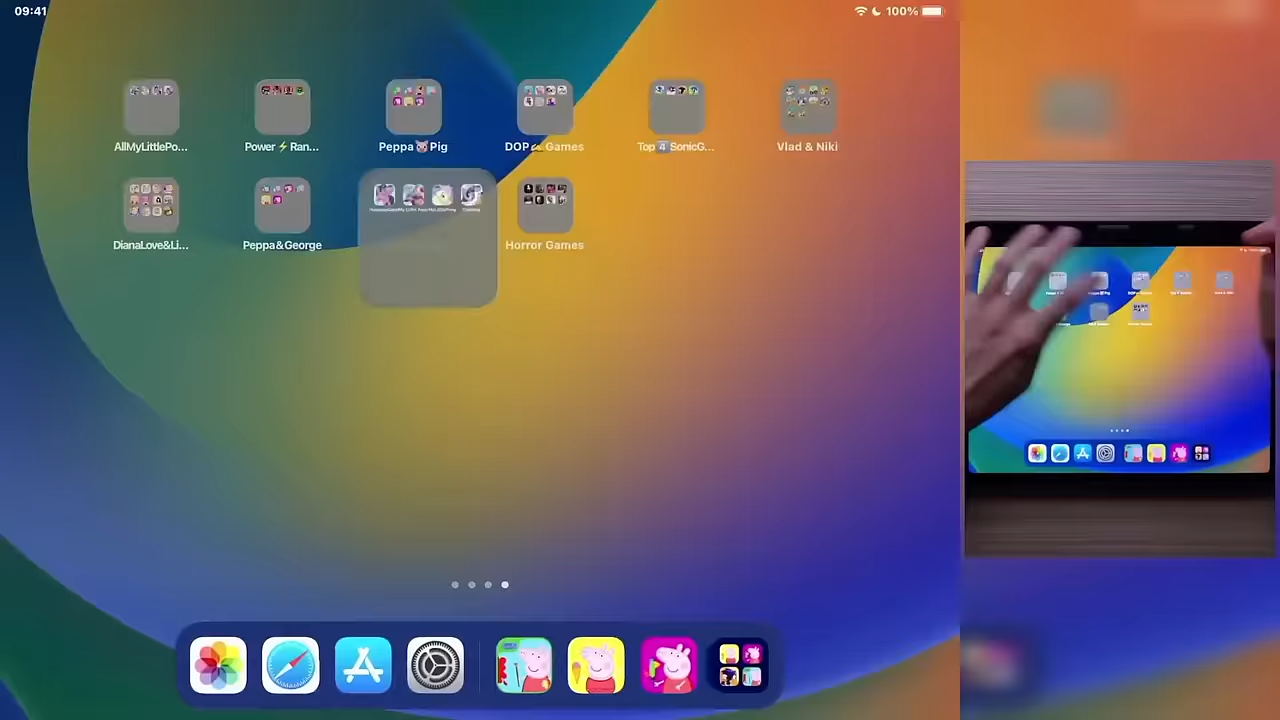 09:41
100%
AllMyLittlePo...
Power⚡Ran...
Peppa🐷Pig
DOP Games
Top 4️⃣ SonicG...
Vlad & Niki
DianaLove&Li...
Peppa&George
Horror Games